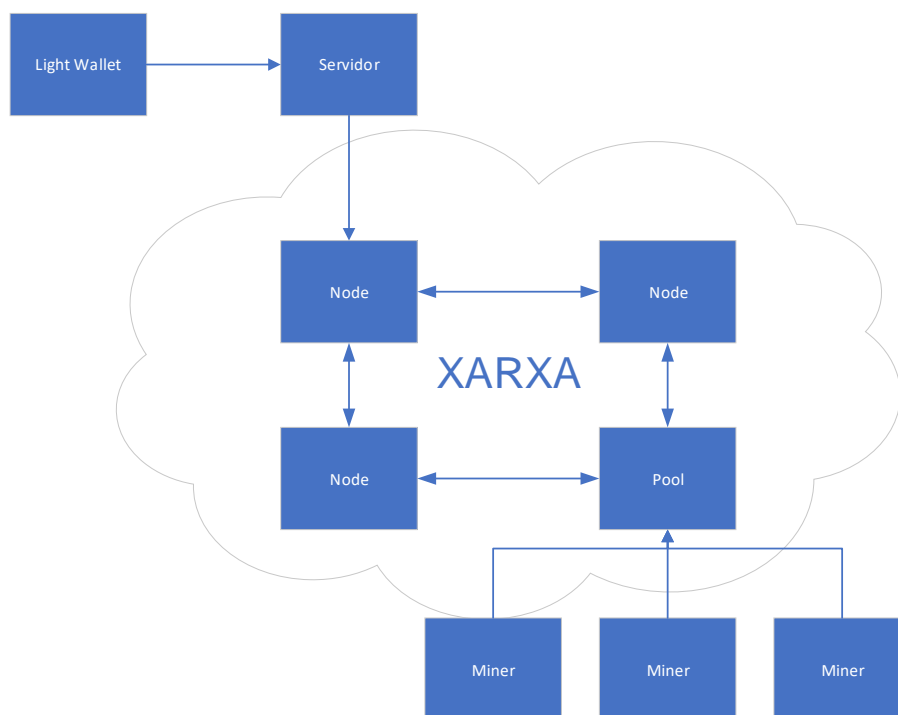 Light Wallet
Servidor
Node
Node
XARXA
Node
Pool
Miner
Miner
Miner